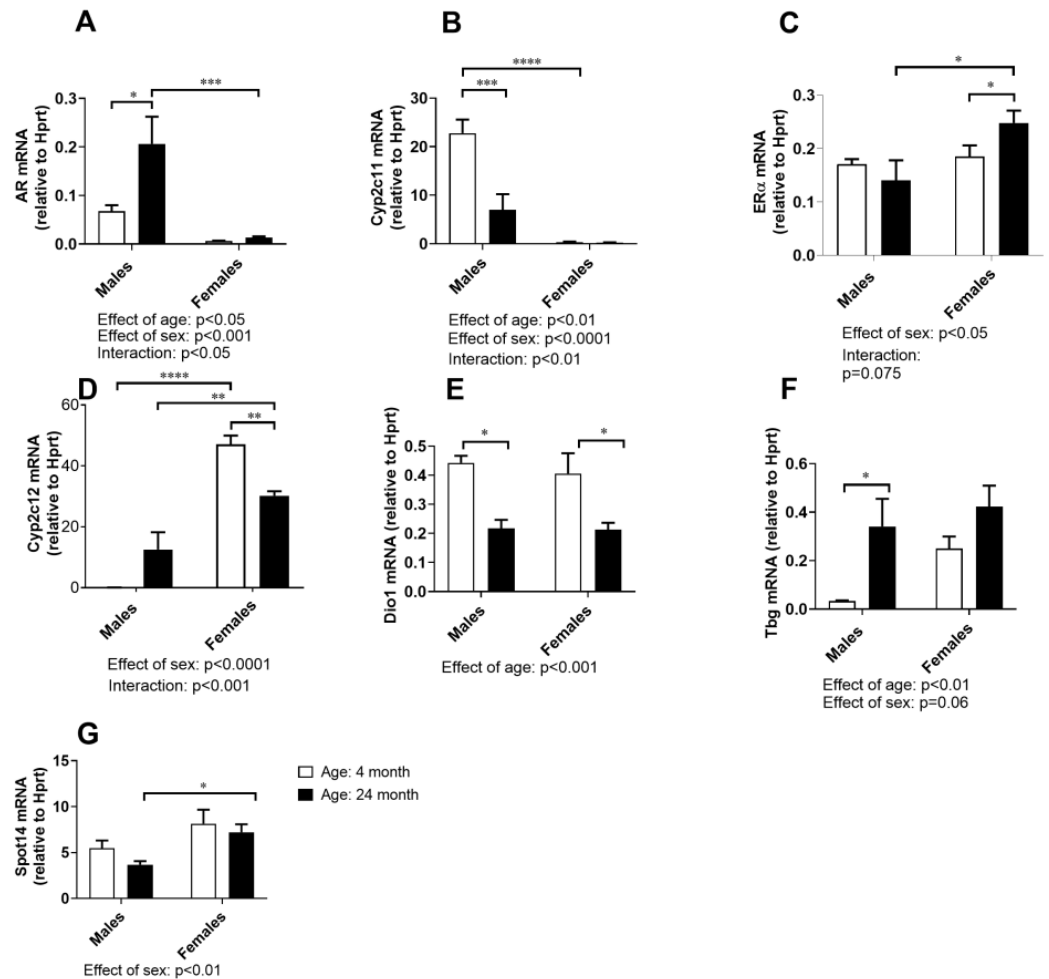 A
***
*
0.3
0.2
0.1
0.0
AR mRNA
(relative to Hprt)
Males
Females
Effect of age: p<0.05
Effect of sex: p<0.001
Interaction: p<0.05
B
****
***
30
20
10
0
Cyp2c11 mRNA
(relative to Hprt)
Males
Females
Effect of age: p<0.01
Effect of sex: p<0.0001
Interaction: p<0.01
C
*
*
0.3
0.2
0.1
0.0
ERα mRNA
(relative to Hprt)
Males
Females
Effect of sex: p<0.05
Interaction:
p=0.075
D
****
**
**
60
40
20
0
Cyp2c12 mRNA
(relative to Hprt)
Males
Females
Effect of sex: p<0.0001
Interaction: p<0.001
E
*
*
0.5
0.4
0.3
0.2
0.1
0.0
Dio1 mRNA (relative to Hprt)
Males
Females
Effect of age: p<0.001
F
*
0.6
0.4
0.2
0.0
Tbg mRNA (relative to Hprt)
Males
Females
Effect of age: p<0.01
Effect of sex: p=0.06
G
*
15
10
5
0
Spot14 mRNA
(relative to Hprt)
Males
Females
Effect of sex: p<0.01
Age: 4 month
Age: 24 month